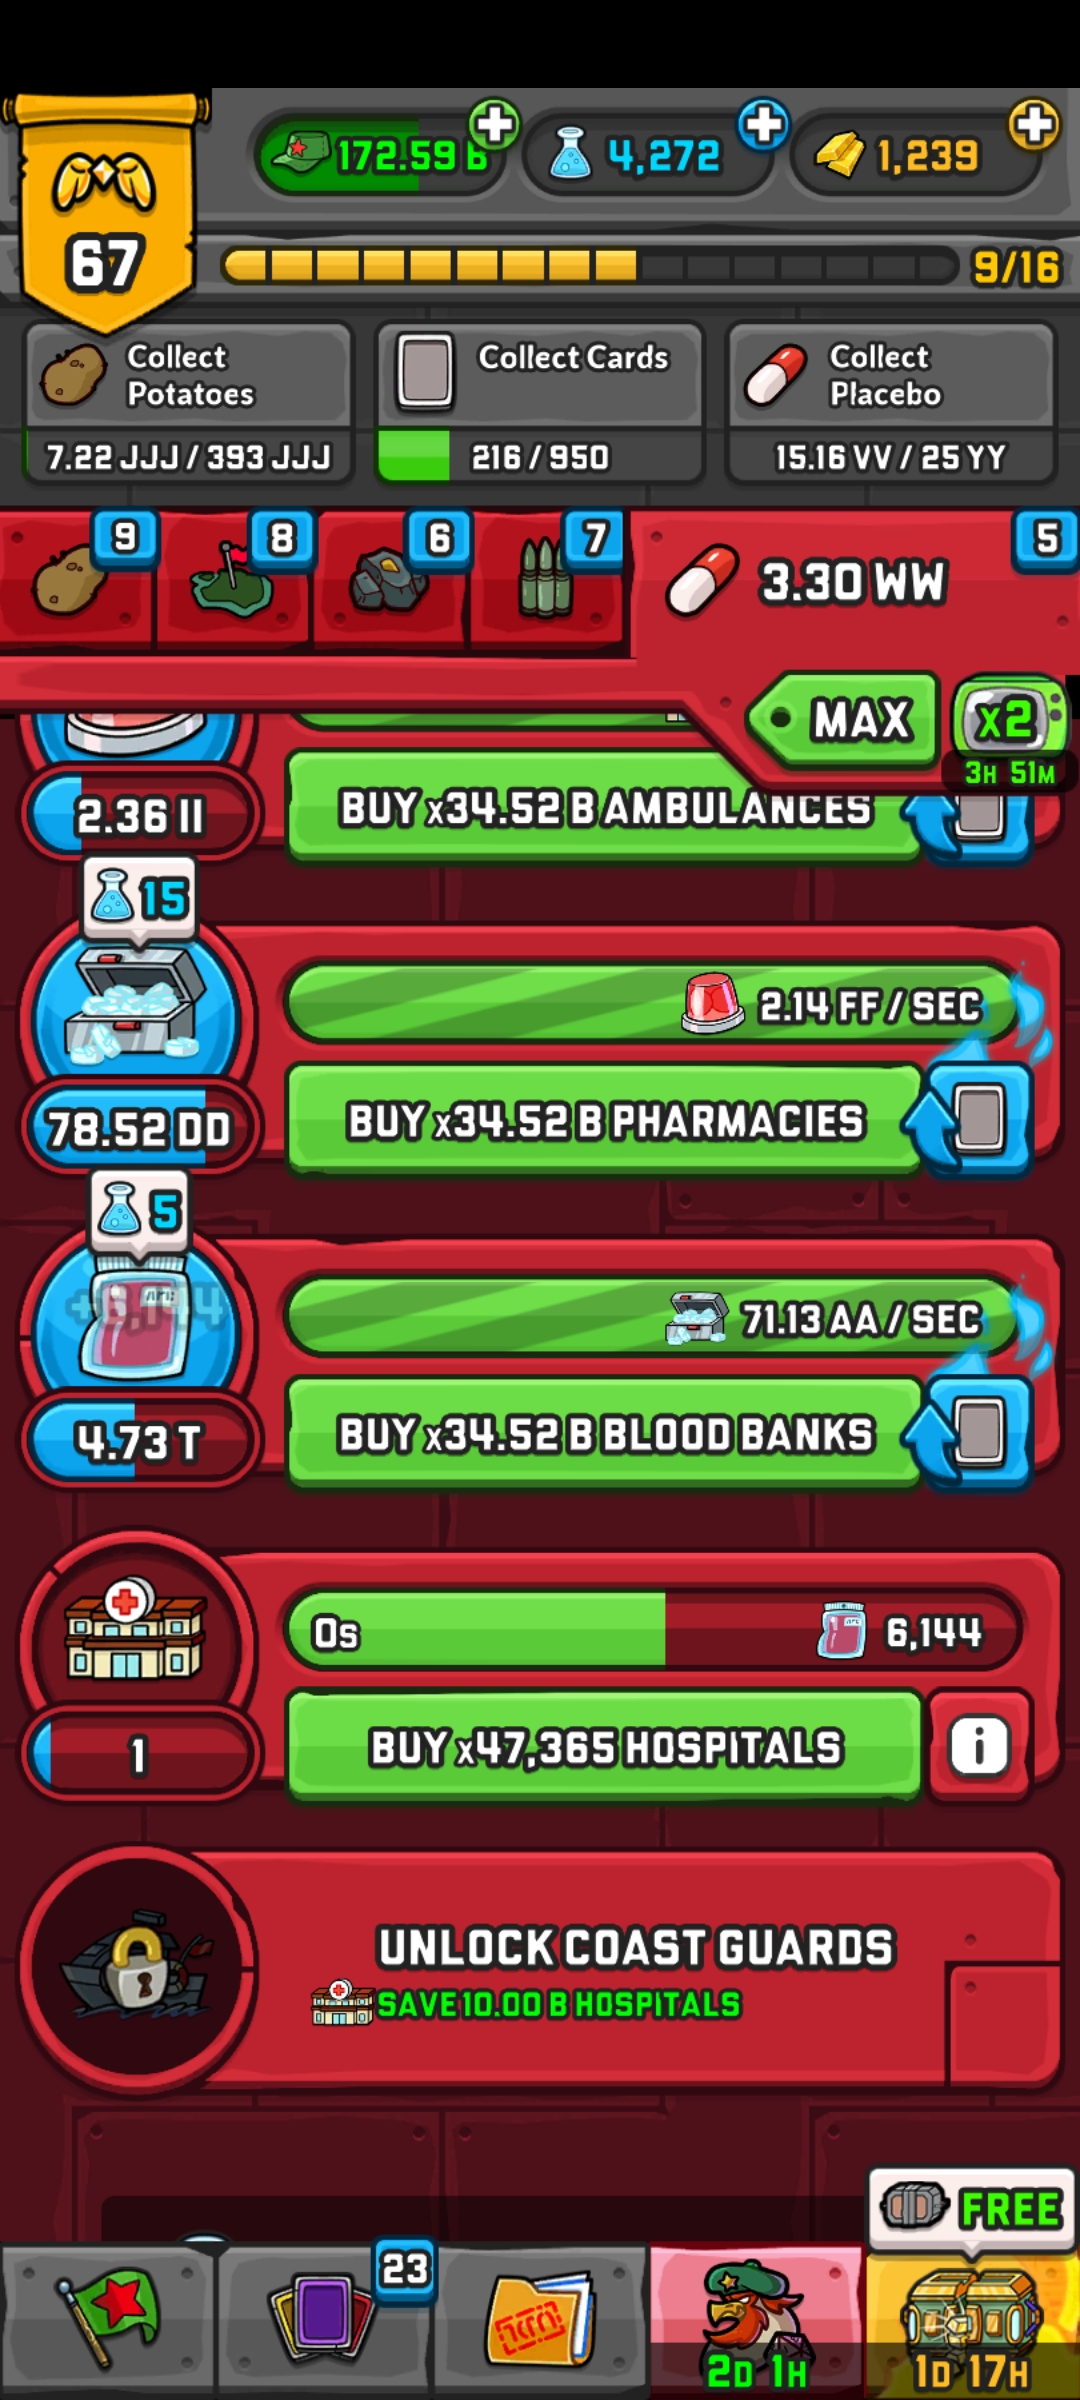 172.59 B
4,272
1,239
67
9/16
Collect
Potatoes
7.22 JJJ / 393 JJJ
Collect Cards
216 / 950
Collect
Placebo
15.16 VV / 25 YY
9
8
6
7
3.30 WW
5
MAX
x2
3H 51M
2.36 II
BUY x34.52 B AMBULANCES
15
2.14 FF / SEC
78.52 DD
BUY x34.52 B PHARMACIES
5
+6,144
71.13 AA / SEC
4.73 T
BUY x34.52 B BLOOD BANKS
0s
6,144
1
BUY x47,365 HOSPITALS
i
UNLOCK COAST GUARDS
SAVE 10.00 B HOSPITALS
FREE
23
2D 1H
1D 17H